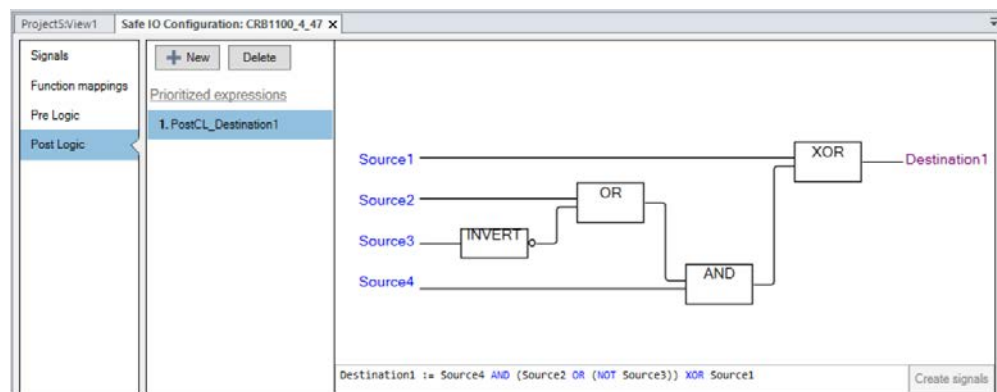 Project5:View1 Safe IO Configuration: CRB1100_4_47 X
Signals
Function mappings
Pre Logic
Post Logic
New Delete
Prioritized expressions
1. PostCL_Destination1
Source1 XOR Destination1
Source2 OR
Source3 INVERT
Source4 AND
Destination1 := Source4 AND (Source2 OR (NOT Source3)) XOR Source1
Create signals